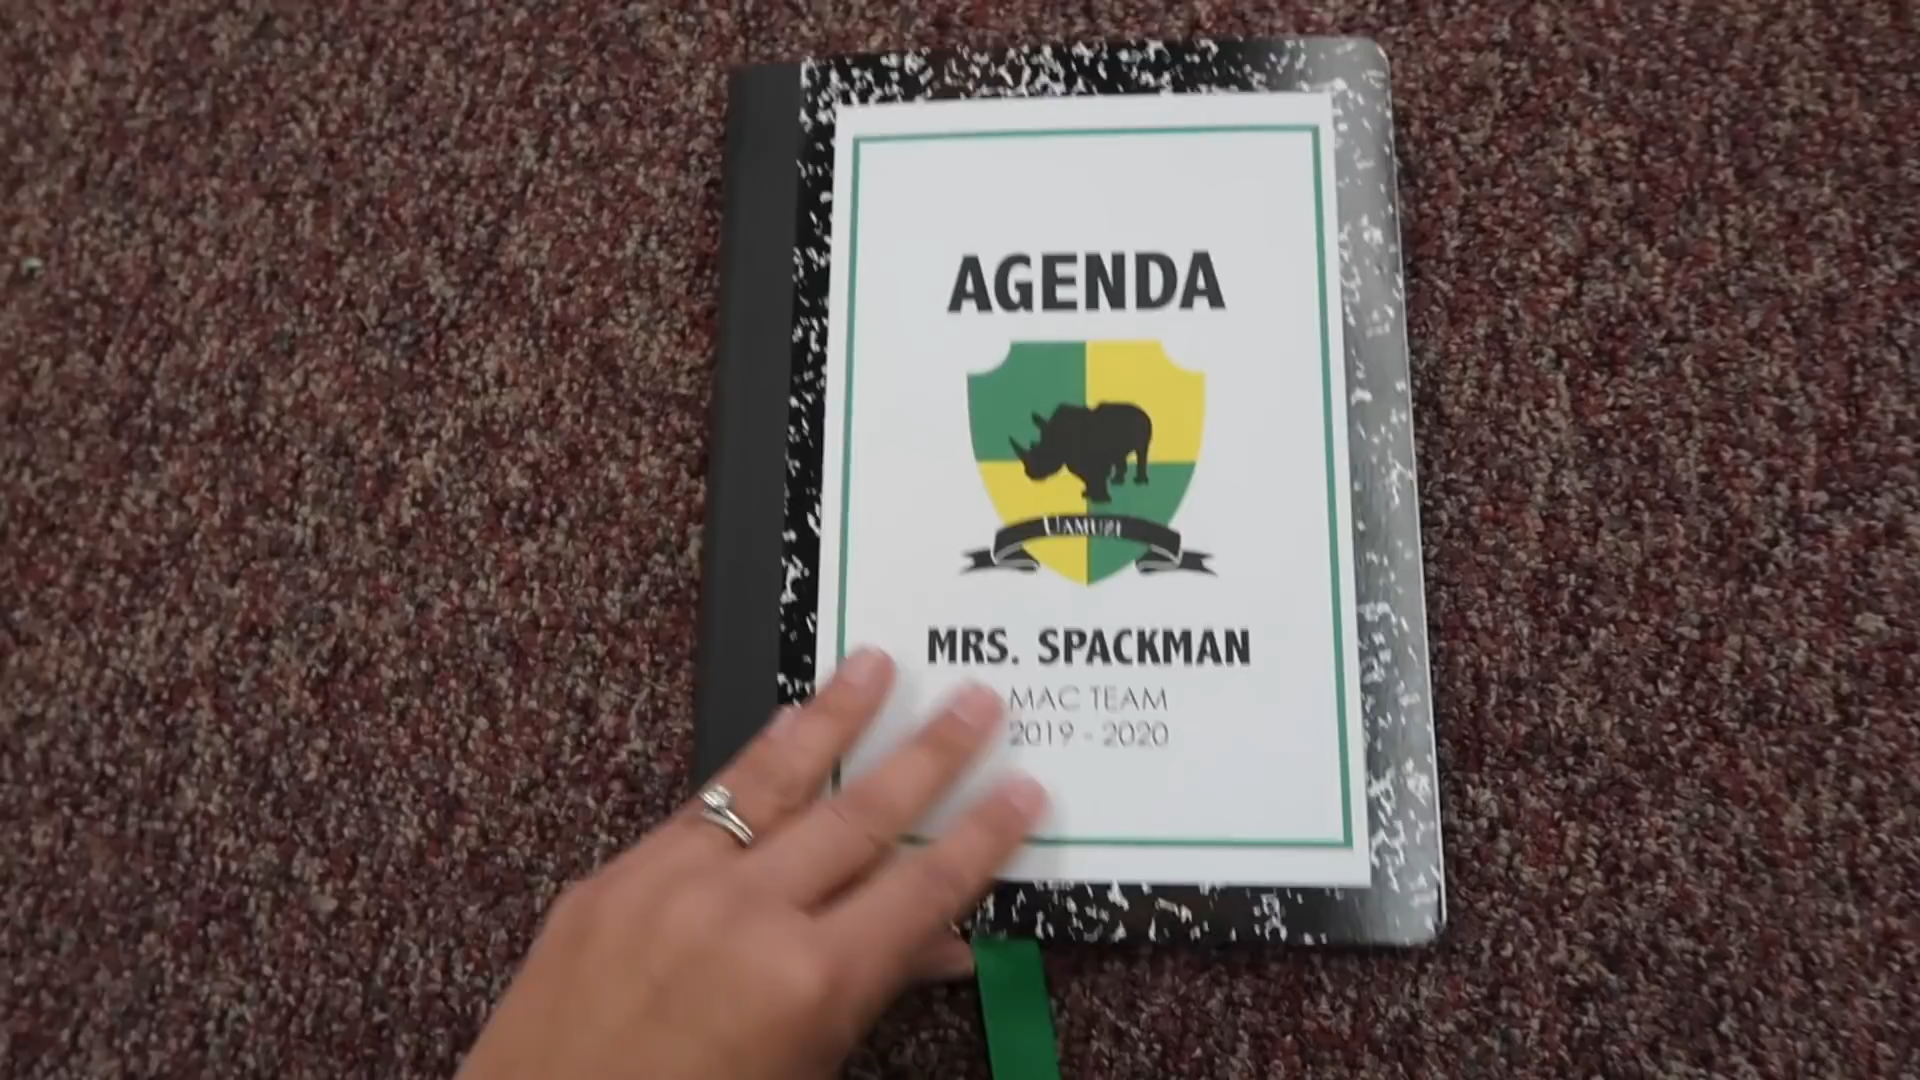 AGENDA
UAMUZI
MRS. SPACKMAN
MAC TEAM
2019 - 2020